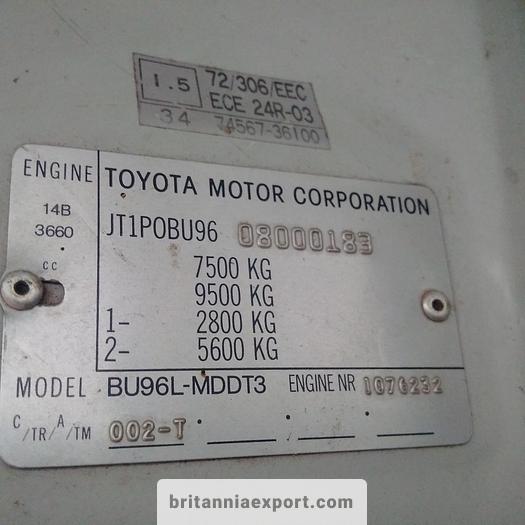 1.5 72/306/EEC
ECE 24R-03
34 74567-36100
ENGINE TOYOTA MOTOR CORPORATION
14B
3660 JT1P0BU96 08000183
cc
7500 KG
9500 KG
1- 2800 KG
2- 5600 KG
MODEL BU96L-MDDT3 ENGINE NR 1076232
C/TR/A/TM 002-T
britanniaexport.com